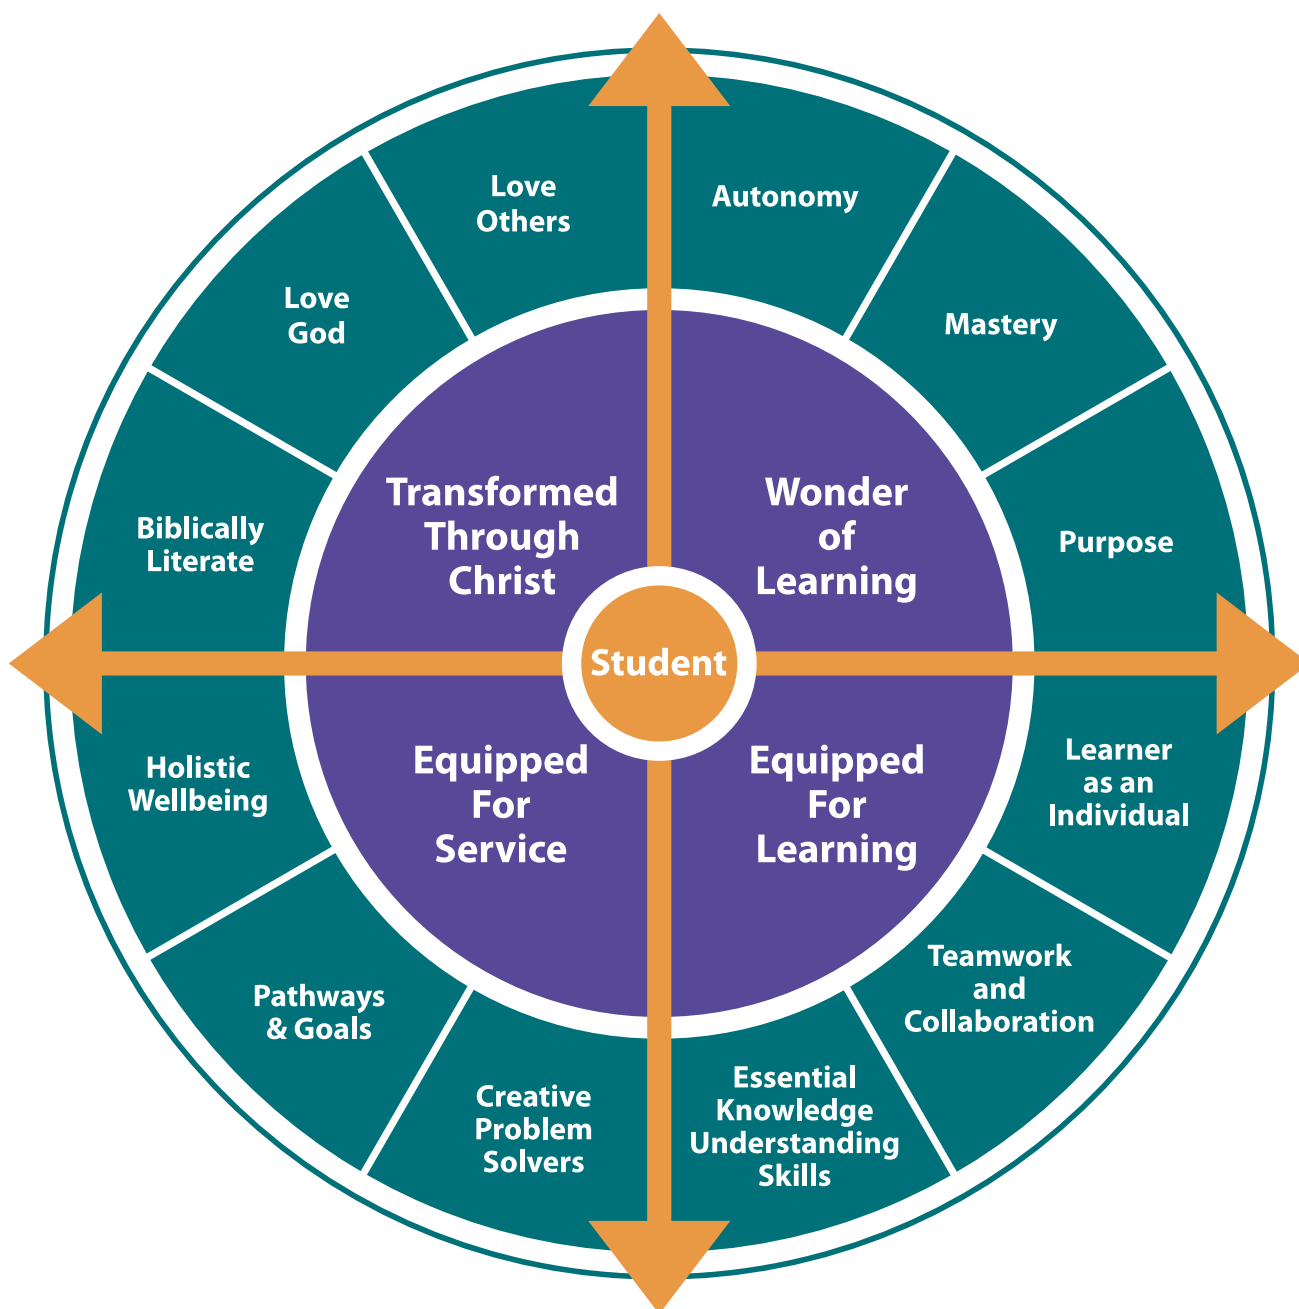 Love
Others
Autonomy
Love
God
Mastery
Biblically
Literate
Transformed
Through
Christ
Wonder
of
Learning
Purpose
Student
Holistic
Wellbeing
Equipped
For
Service
Equipped
For
Learning
Learner
as an
Individual
Pathways
& Goals
Teamwork
and
Collaboration
Creative
Problem
Solvers
Essential
Knowledge
Understanding
Skills